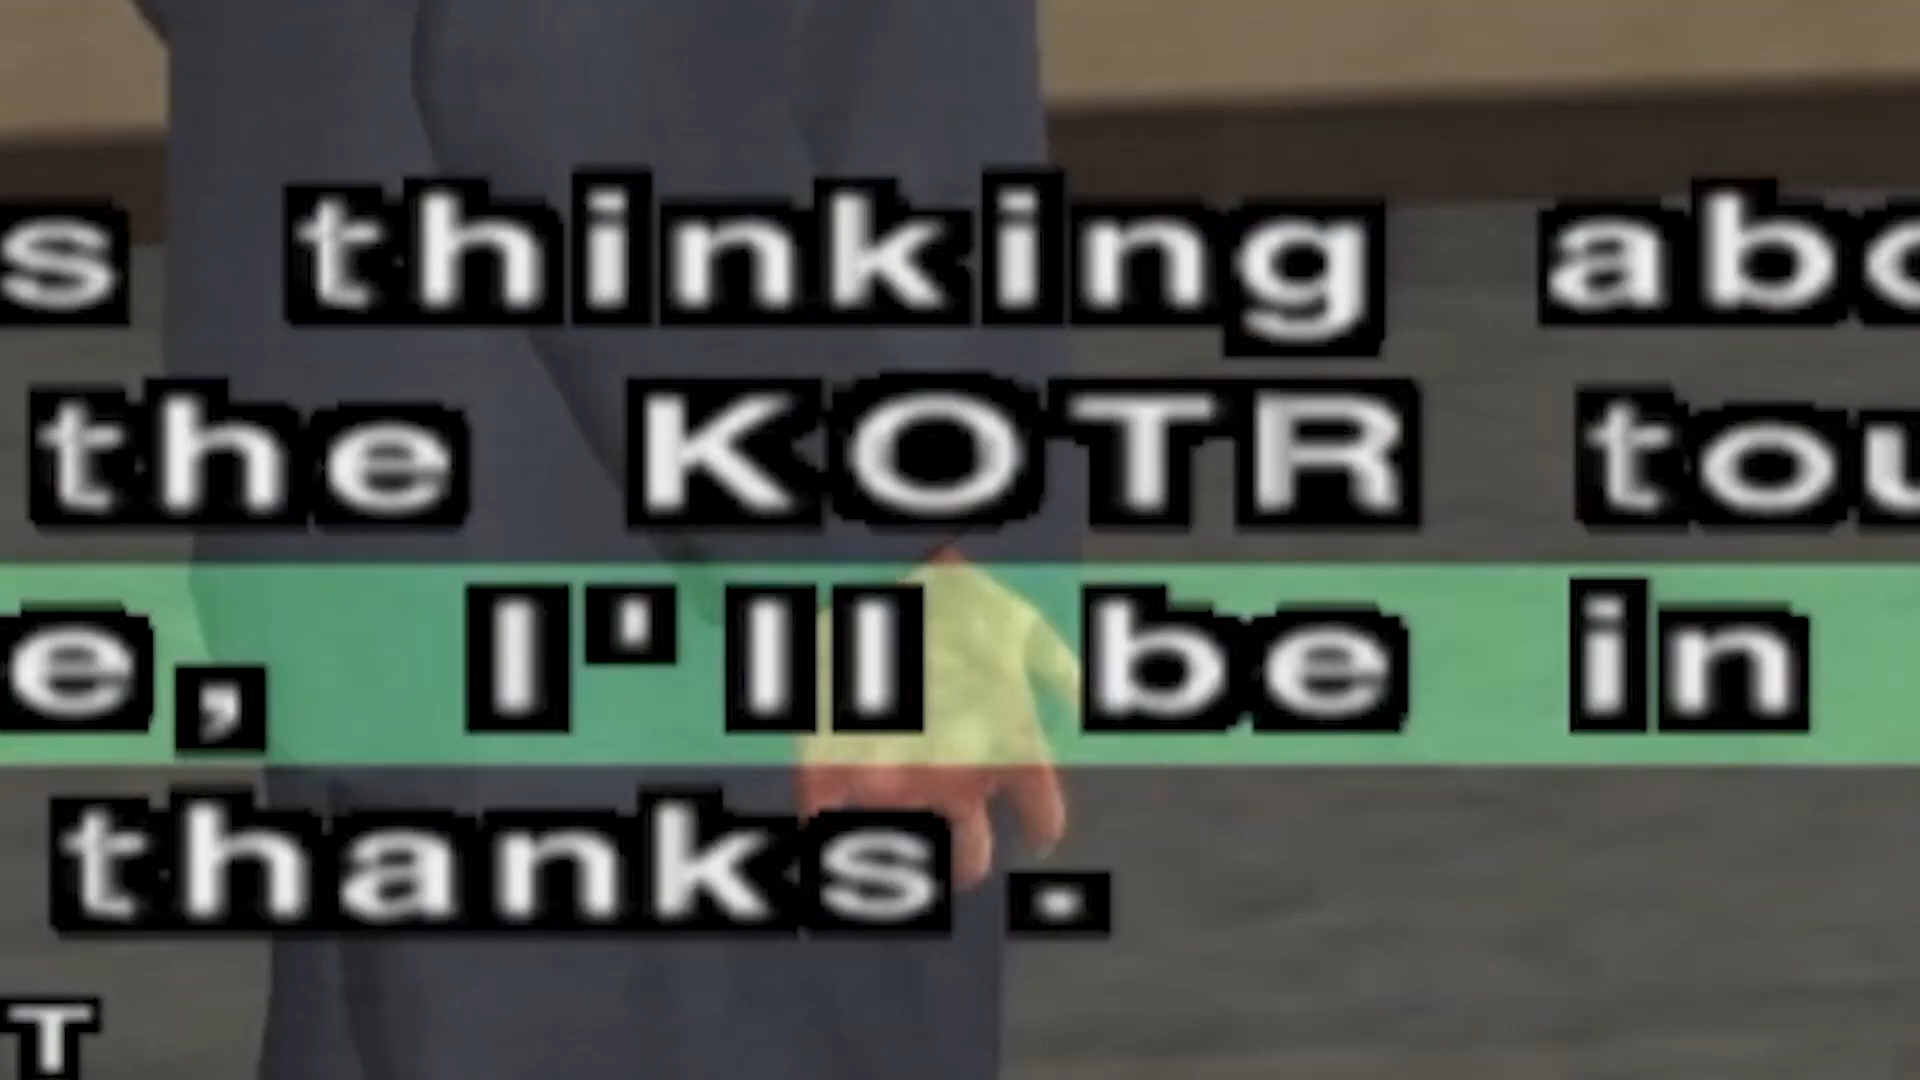 s thinking abo
the KOTR tou
e, I'll be in
thanks.
T